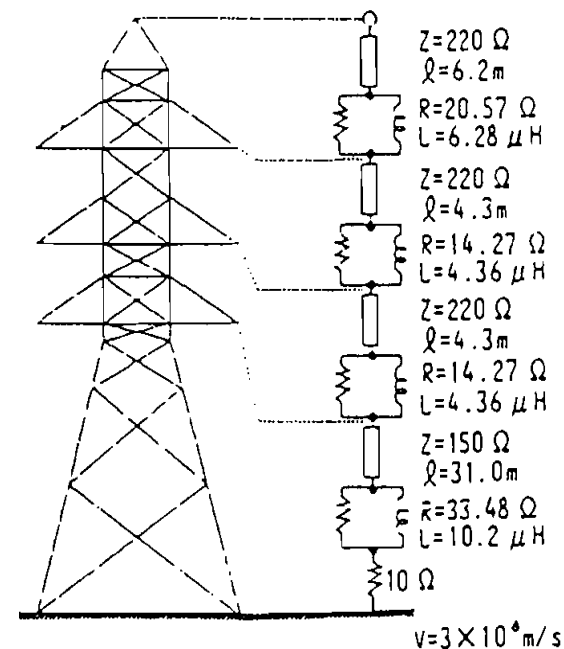 Z=220 Ω
ℓ=6.2m
R=20.57 Ω
L=6.28 μH
Z=220 Ω
ℓ=4.3m
R=14.27 Ω
L=4.36 μH
Z=220 Ω
ℓ=4.3m
R=14.27 Ω
L=4.36 μH
Z=150 Ω
ℓ=31.0m
R=33.48 Ω
L=10.2 μH
10 Ω
V=3×10⁸m/s